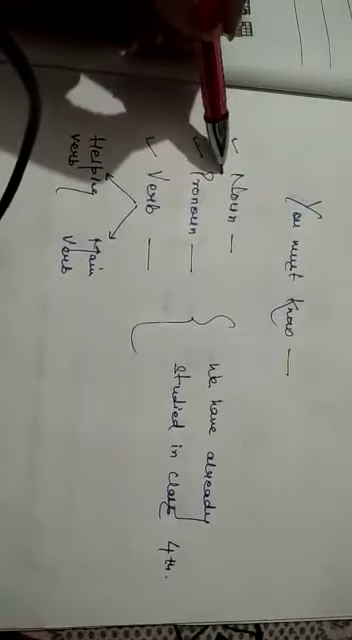 You must know —
✓ Noun —
✓ Pronoun —
✓ Verb —
Helping verb
Main Verb
We have already
studied in class 4th.